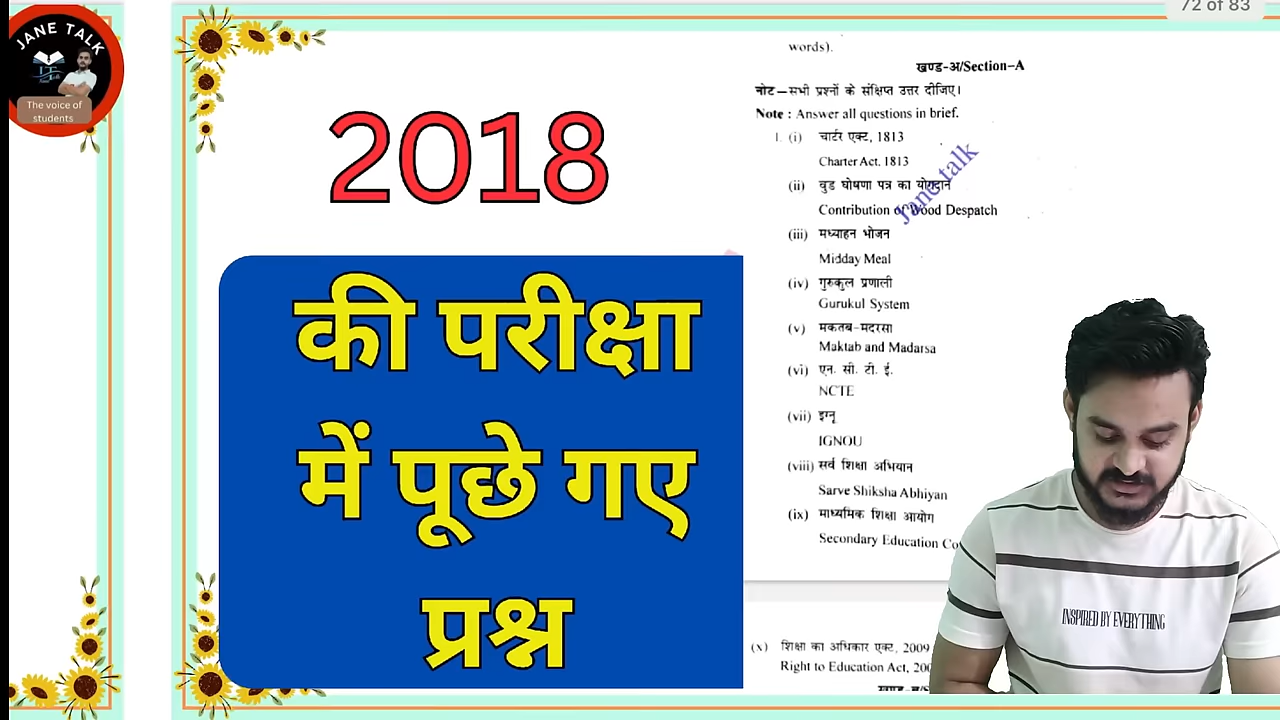 72 of 83
JANE TALK
The voice of
students
2018
की परीक्षा
में पूछे गए
प्रश्न
words).
खण्ड-अ/Section-A
नोट—सभी प्रश्नों के संक्षिप्त उत्तर दीजिए।
Note : Answer all questions in brief.
1. (i) चार्टर एक्ट, 1813
Charter Act. 1813
(ii) वुड घोषणा पत्र का योगदान
Contribution of Wood Despatch
Jane talk
(iii) मध्याहन भोजन
Midday Meal
(iv) गुरुकुल प्रणाली
Gurukul System
(v) मकतब-मदरसा
Maktab and Madarsa
(vi) एन. सी. टी. ई.
NCTE
(vii) इग्नू
IGNOU
(viii) सर्व शिक्षा अभियान
Sarve Shiksha Abhiyan
(ix) माध्यमिक शिक्षा आयोग
Secondary Education
(x) शिक्षा का अधिकार एक्ट, 2009
Right to Education Act,
INSPIRED BY EVERYTHING